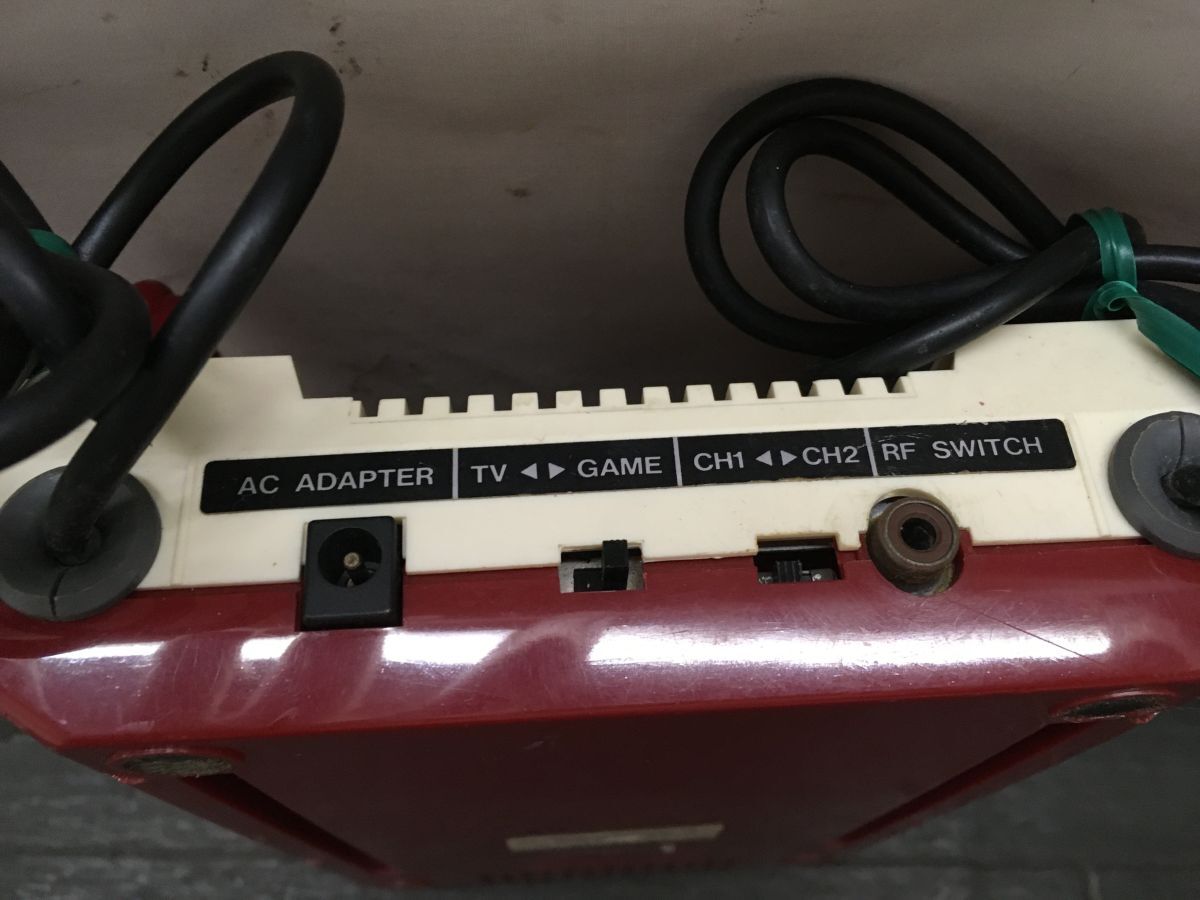 AC ADAPTER
TV ◀ ▶ GAME
CH1 ◀ ▶ CH2
RF SWITCH